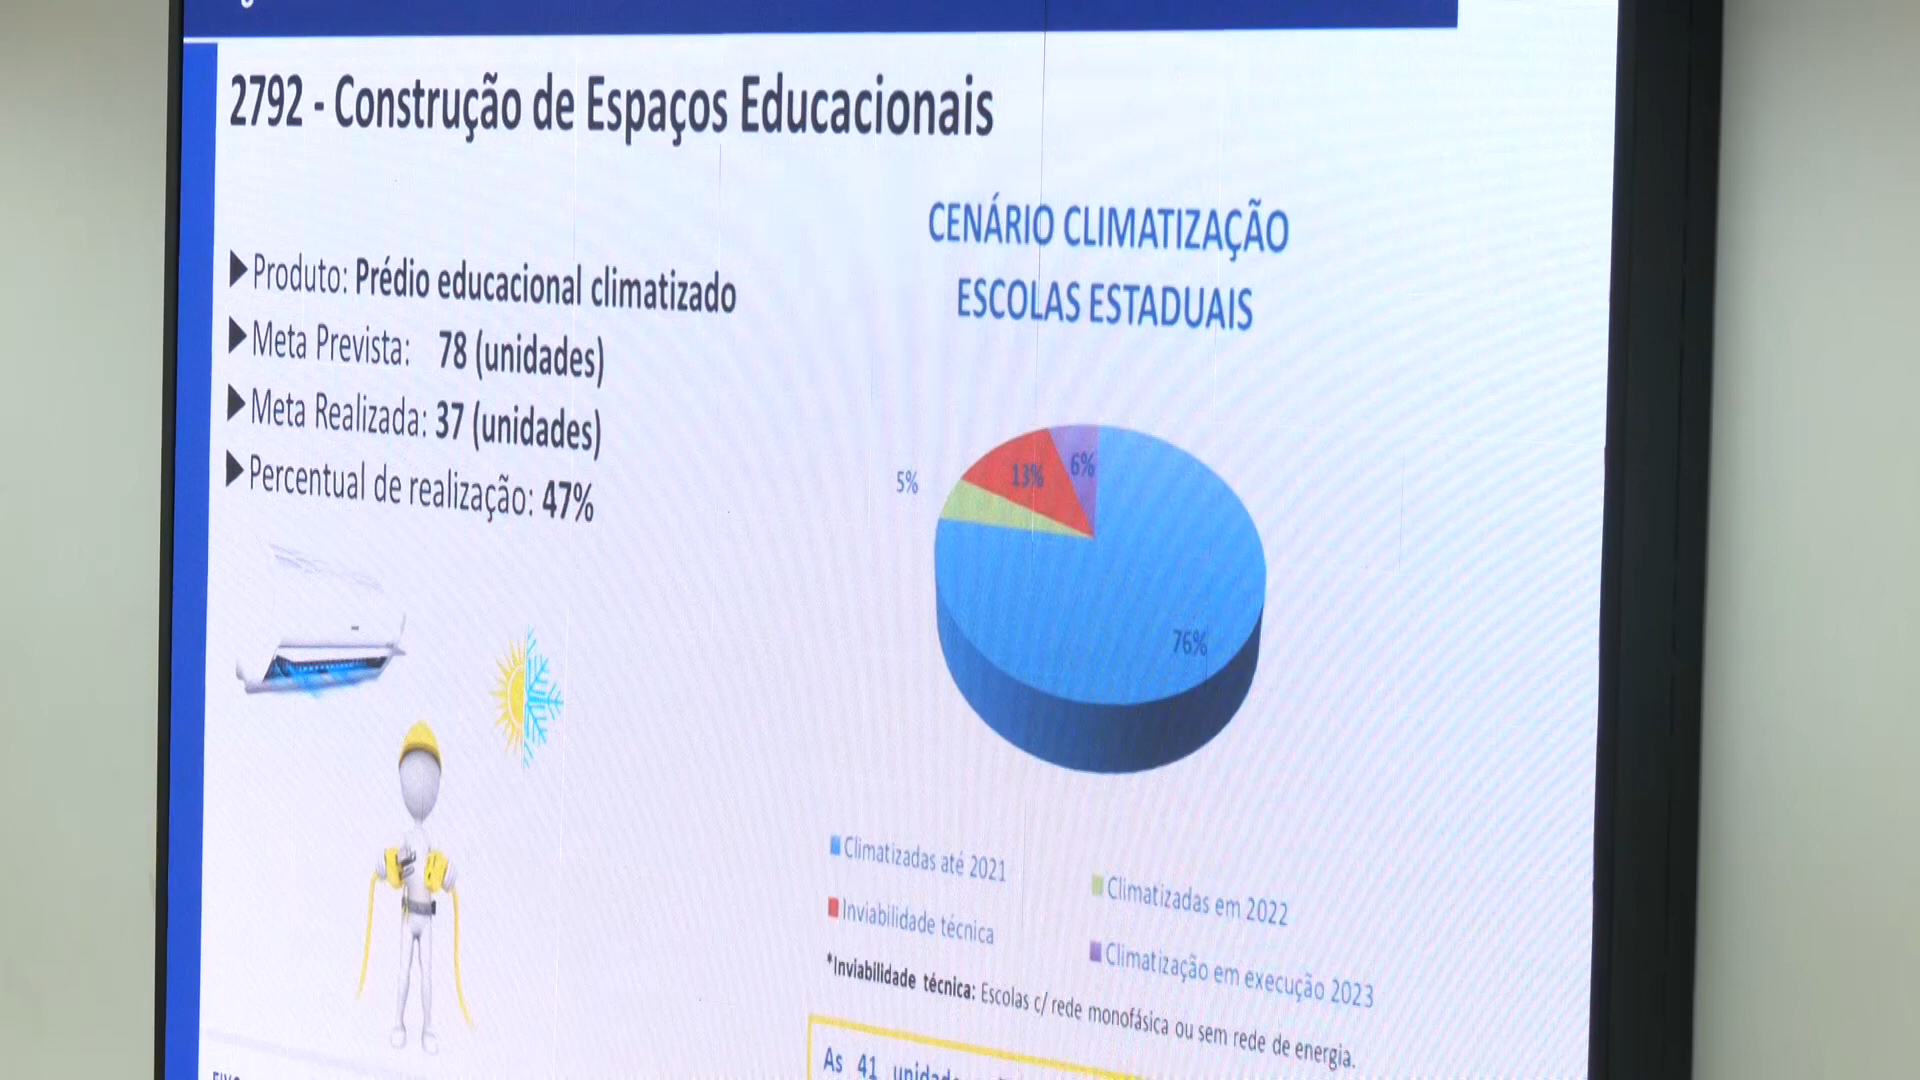 2792 - Construção de Espaços Educacionais
Produto: Prédio educacional climatizado
Meta Prevista: 78 (unidades)
Meta Realizada: 37 (unidades)
Percentual de realização: 47%
CENÁRIO CLIMATIZAÇÃO
ESCOLAS ESTADUAIS
5%
13%
6%
76%
Climatizadas até 2021
Climatizadas em 2022
Inviabilidade técnica
Climatização em execução 2023
*Inviabilidade técnica: Escolas c/ rede monofásica ou sem rede de energia.
As 41